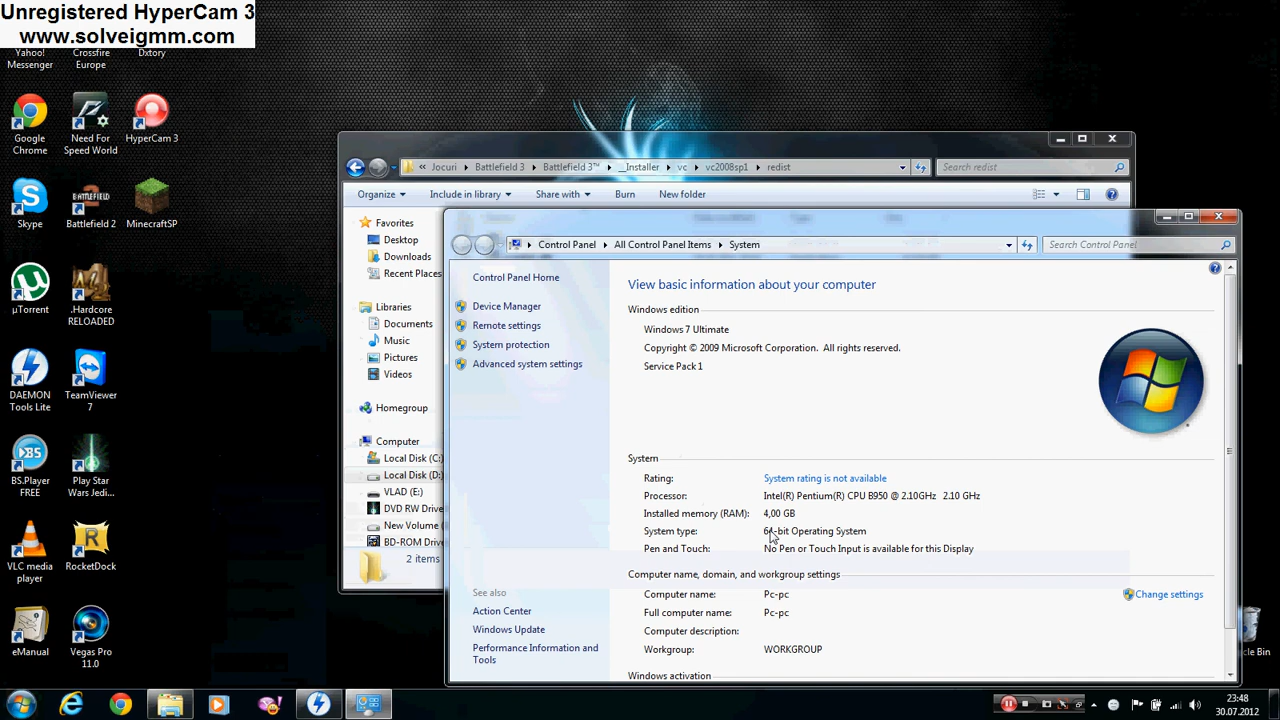 Unregistered HyperCam 3
www.solveigmm.com
Yahoo!
Messenger
Crossfire
Europe
Dxtory
Google
Chrome
Need For
Speed World
HyperCam 3
Skype
BATTLEFIELD
Battlefield 2
MinecraftSP
µTorrent
.Hardcore
RELOADED
DAEMON
Tools Lite
TeamViewer
7
BS
BS.Player
FREE
Play Star
Wars Jedi...
VLC media
player
RocketDock
eManual
Vegas Pro
11.0
« Jocuri Battlefield 3 Battlefield 3™ __Installer vc vc2008sp1 redist
Search redist
Organize Include in library Share with Burn New folder
Favorites
Desktop
Downloads
Recent Places
Libraries
Documents
Music
Pictures
Videos
Homegroup
Computer
Local Disk (C:)
Local Disk (D:)
VLAD (E:)
DVD RW Drive
New Volume (
BD-ROM Drive
2 items
Control Panel All Control Panel Items System
Search Control Panel
Control Panel Home
Device Manager
Remote settings
System protection
Advanced system settings
See also
Action Center
Windows Update
Performance Information and
Tools
View basic information about your computer
Windows edition
Windows 7 Ultimate
Copyright © 2009 Microsoft Corporation. All rights reserved.
Service Pack 1
System
Rating: System rating is not available
Processor: Intel(R) Pentium(R) CPU B950 @ 2.10GHz 2.10 GHz
Installed memory (RAM): 4,00 GB
System type: 64-bit Operating System
Pen and Touch: No Pen or Touch Input is available for this Display
Computer name, domain, and workgroup settings
Computer name: Pc-pc
Change settings
Full computer name: Pc-pc
Computer description:
Workgroup: WORKGROUP
Windows activation
cle Bin
23:48
30.07.2012